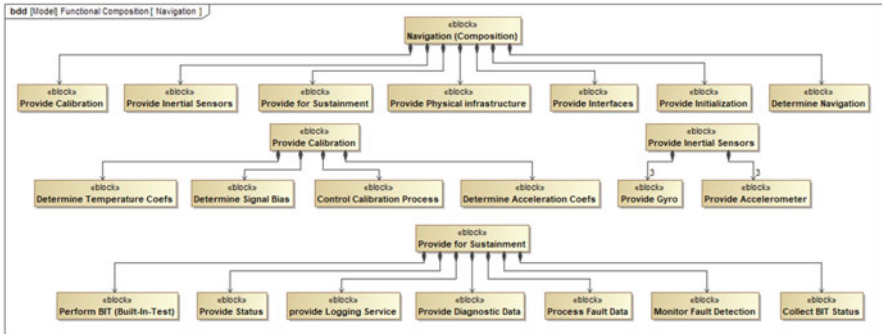 bdd [Model] Functional Composition [ Navigation ]
«block»
Navigation (Composition)
«block» «block» «block» «block» «block» «block» «block»
Provide Calibration Provide Inertial Sensors Provide for Sustainment Provide Physical infrastructure Provide Interfaces Provide Initialization Determine Navigation
«block» «block»
Provide Calibration Provide Inertial Sensors
3 3
«block» «block» «block» «block» «block» «block»
Determine Temperature Coefs Determine Signal Bias Control Calibration Process Determine Acceleration Coefs Provide Gyro Provide Accelerometer
«block»
Provide for Sustainment
«block» «block» «block» «block» «block» «block» «block»
Perform BIT (Built-In-Test) Provide Status provide Logging Service Provide Diagnostic Data Process Fault Data Monitor Fault Detection Collect BIT Status